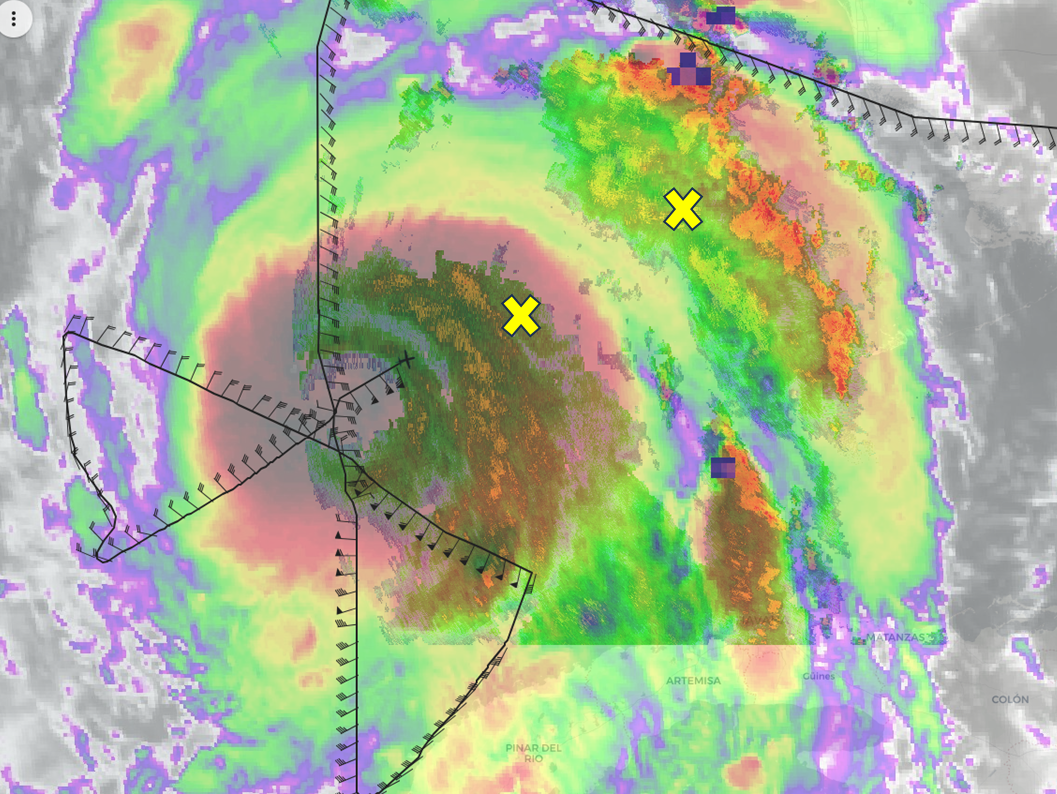 MATANZAS
ARTEMISA
Güines
COLÓN
PINAR DEL
RÍO